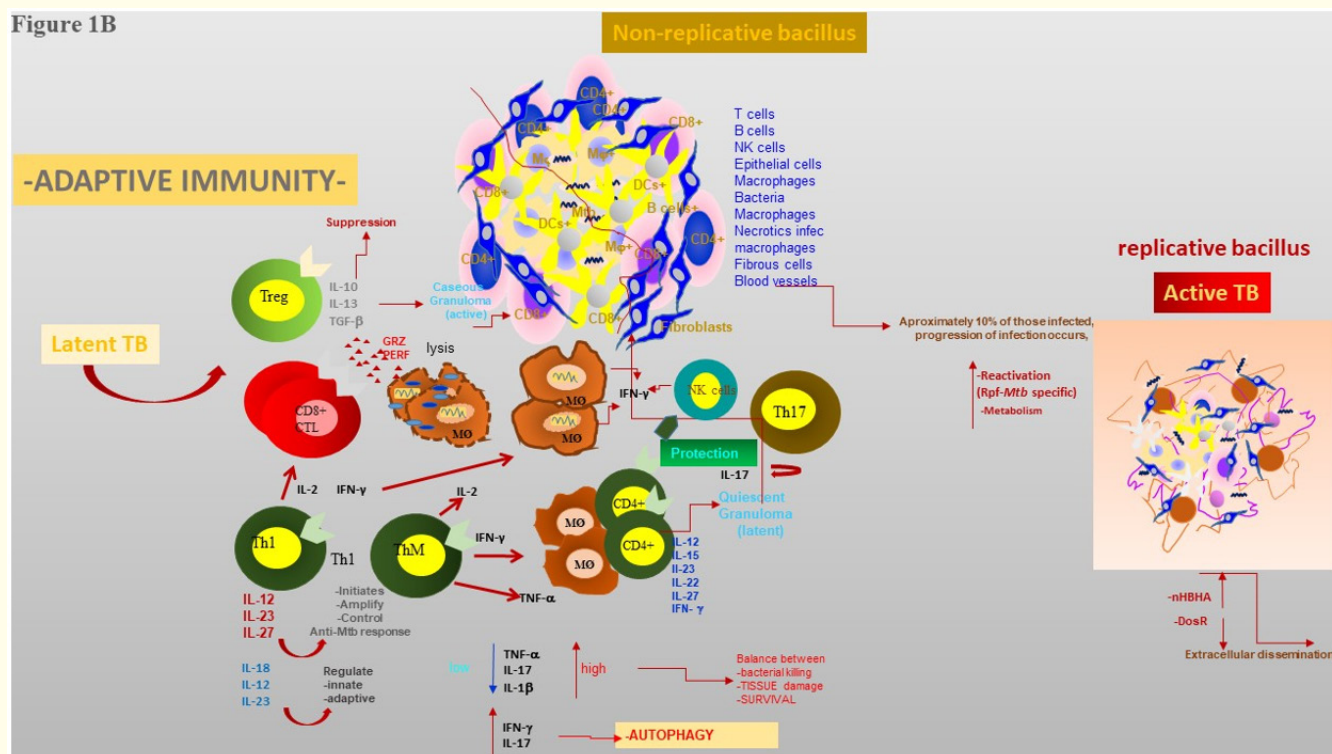 Figure 1B
Non-replicative bacillus
-ADAPTIVE IMMUNITY-
CD4+
CD4+
CD4+
CD8+
Mφ+
DCs+
CD8+
Mtb
B cells+
DCs+
Mφ+
CD4+
CD8+
CD4+
CD8+
CD8+
Fibroblasts
T cells
B cells
NK cells
Epithelial cells
Macrophages
Bacteria
Macrophages
Necrotics infec
macrophages
Fibrous cells
Blood vessels
Suppression
Treg
IL-10
IL-13
TGF-β
Caseous
Granuloma
(active)
Latent TB
GRZ
PERF
lysis
CD8+
CTL
MØ
MØ
MØ
IFN-γ
NK cells
Th17
Protection
IL-17
IL-2
IFN-γ
IL-2
Th1
Th1
ThM
IFN-γ
TNF-α
MØ
MØ
CD4+
CD4+
Quiescent
Granuloma
(latent)
IL-12
IL-15
Il-23
IL-22
IL-27
IFN- γ
IL-12
IL-23
IL-27
-Initiates
-Amplify
-Control
Anti-Mtb response
IL-18
IL-12
IL-23
Regulate
-innate
-adaptive
low
TNF-α
IL-17
IL-1β
high
Balance between
-bacterial killing
-TISSUE damage
-SURVIVAL
IFN-γ
IL-17
-AUTOPHAGY
replicative bacillus
Active TB
Aproximately 10% of those infected,
progression of infection occurs,
-Reactivation
(Rpf-Mtb specific)
-Metabolism
-nHBHA
-DosR
Extracellular dissemination